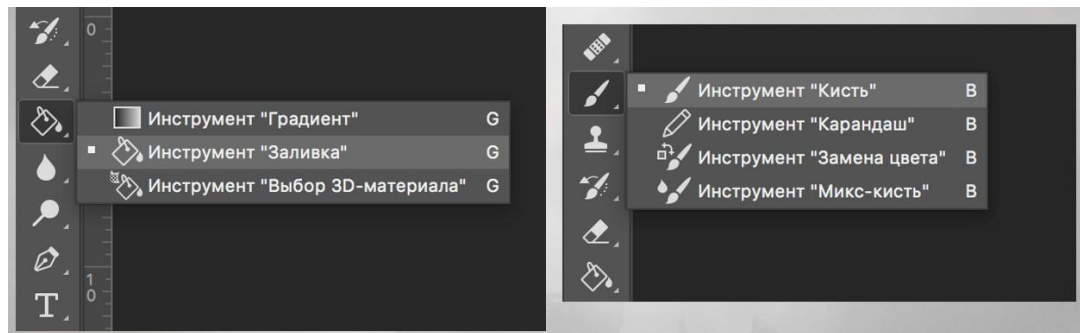 0
Инструмент "Градиент" G
Инструмент "Заливка" G
Инструмент "Выбор 3D-материала" G
1
0
T
Инструмент "Кисть" B
Инструмент "Карандаш" B
Инструмент "Замена цвета" B
Инструмент "Микс-кисть" B